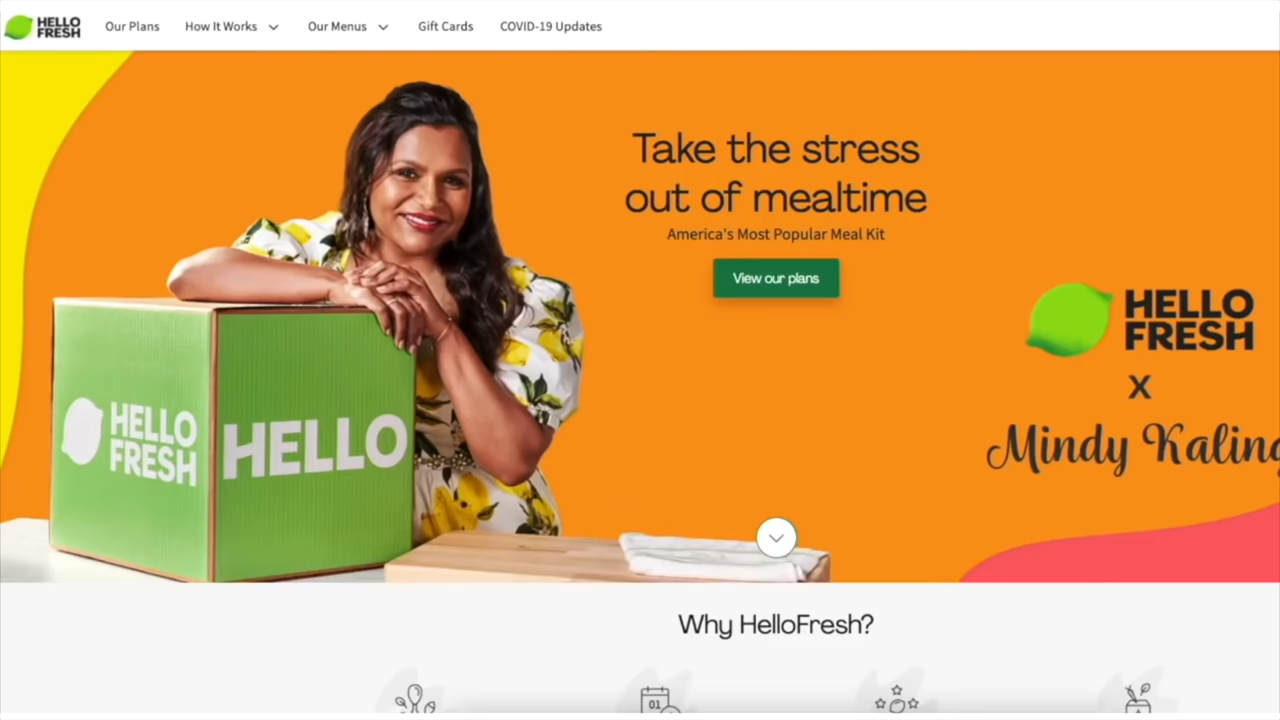 HELLO
FRESH
Our Plans
How It Works
Our Menus
Gift Cards
COVID-19 Updates
Take the stress
out of mealtime
America's Most Popular Meal Kit
View our plans
HELLO
FRESH
X
Mindy Kaling
HELLO
FRESH
HELLO
Why HelloFresh?
01